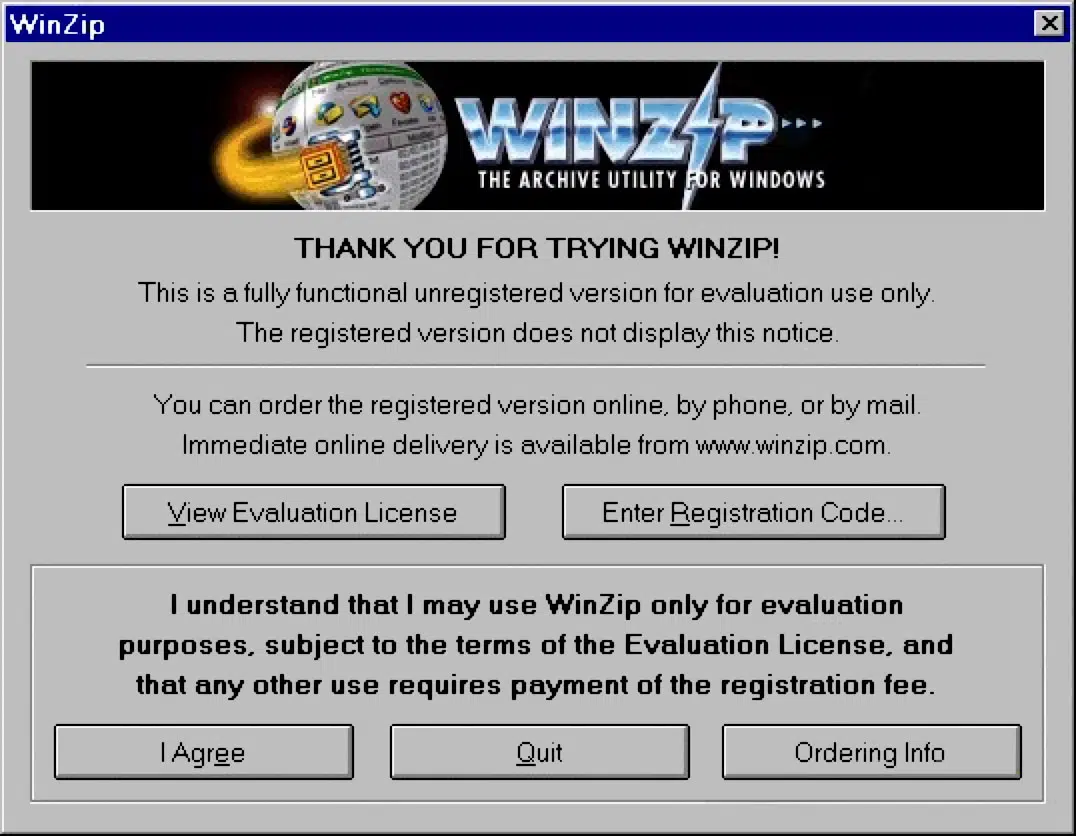 WinZip
WINZIP
THE ARCHIVE UTILITY FOR WINDOWS
THANK YOU FOR TRYING WINZIP!
This is a fully functional unregistered version for evaluation use only.
The registered version does not display this notice.
You can order the registered version online, by phone, or by mail.
Immediate online delivery is available from www.winzip.com.
View Evaluation License
Enter Registration Code...
I understand that I may use WinZip only for evaluation
purposes, subject to the terms of the Evaluation License, and
that any other use requires payment of the registration fee.
I Agree
Quit
Ordering Info